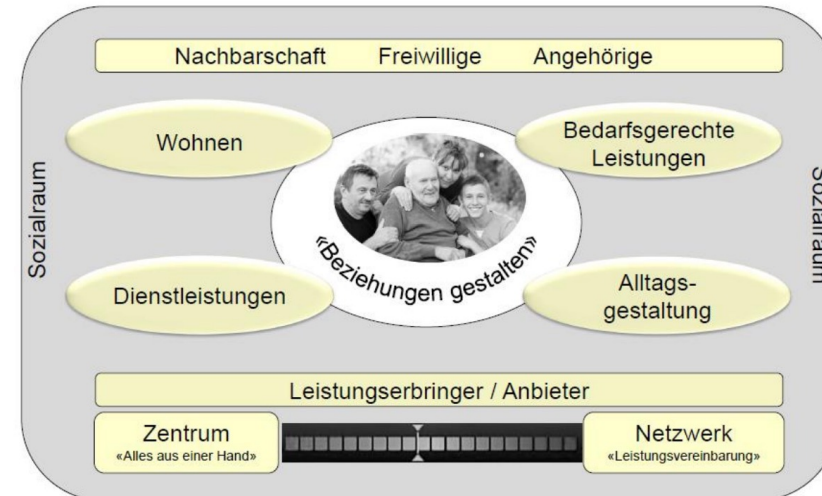 Nachbarschaft Freiwillige Angehörige
Sozialraum
Wohnen
Bedarfsgerechte
Leistungen
Sozialraum
«Beziehungen gestalten»
Dienstleistungen
Alltags-
gestaltung
Leistungserbringer / Anbieter
Zentrum
«Alles aus einer Hand»
Netzwerk
«Leistungsvereinbarung»